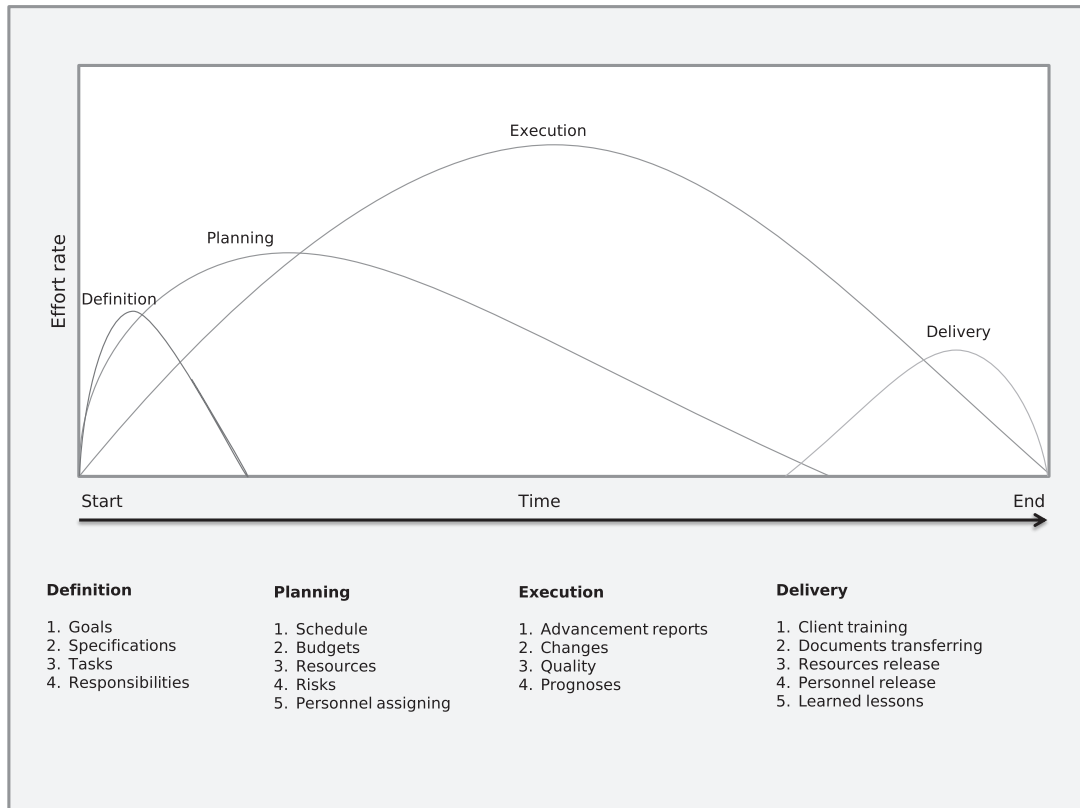 Execution
Planning
Definition
Delivery
Effort rate
Start
Time
End
Definition
1. Goals
2. Specifications
3. Tasks
4. Responsibilities
Planning
1. Schedule
2. Budgets
3. Resources
4. Risks
5. Personnel assigning
Execution
1. Advancement reports
2. Changes
3. Quality
4. Prognoses
Delivery
1. Client training
2. Documents transferring
3. Resources release
4. Personnel release
5. Learned lessons